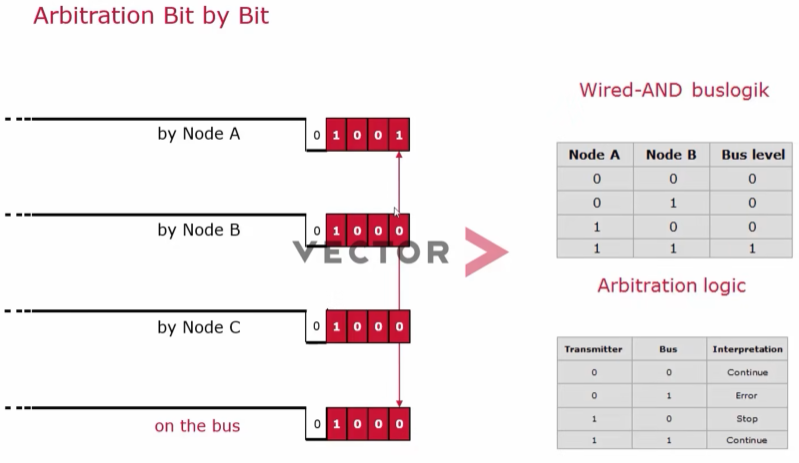 Arbitration Bit by Bit
by Node A 0 1 0 0 1
by Node B 0 1 0 0 0
by Node C 0 1 0 0 0
on the bus 0 1 0 0 0
VECTOR
Wired-AND buslogik
Node A Node B Bus level
0 0 0
0 1 0
1 0 0
1 1 1
Arbitration logic
Transmitter Bus Interpretation
0 0 Continue
0 1 Error
1 0 Stop
1 1 Continue